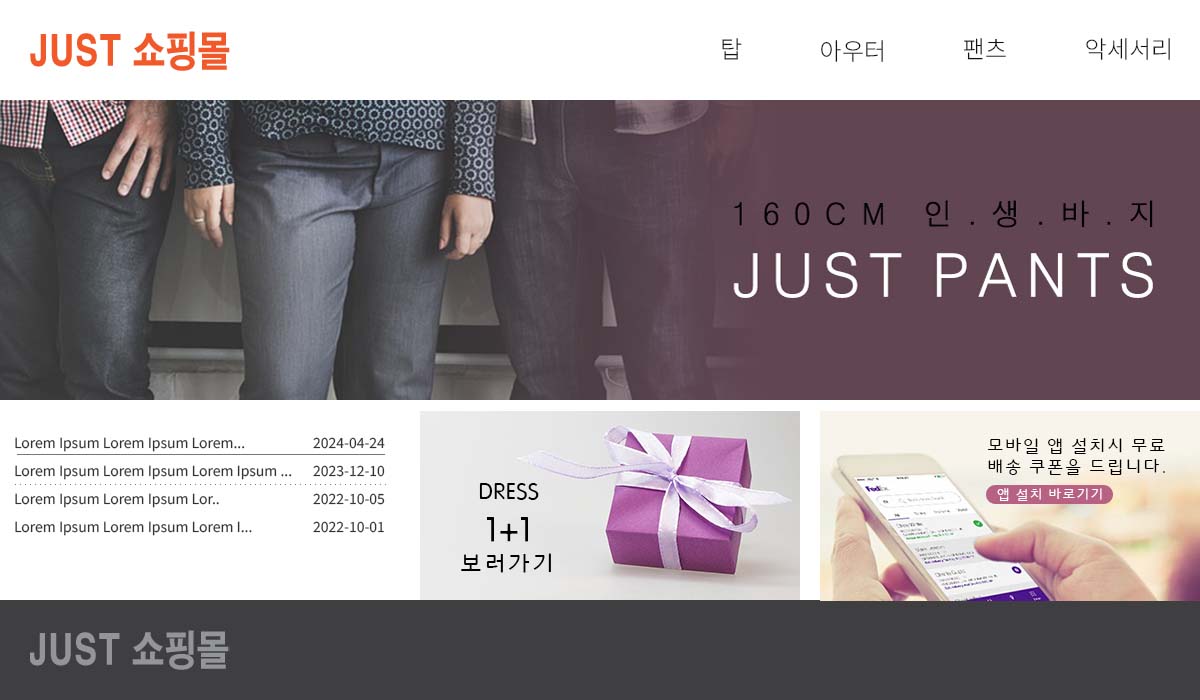 JUST 쇼핑몰
탑 아우터 팬츠 악세서리
160CM 인.생.바.지
JUST PANTS
Lorem Ipsum Lorem Ipsum Lorem... 2024-04-24
Lorem Ipsum Lorem Ipsum Lorem Ipsum ... 2023-12-10
Lorem Ipsum Lorem Ipsum Lor.. 2022-10-05
Lorem Ipsum Lorem Ipsum Lorem I... 2022-10-01
DRESS
1+1
보러가기
모바일 앱 설치시 무료
배송 쿠폰을 드립니다.
앱 설치 바로기기
FedEx
JUST 쇼핑몰